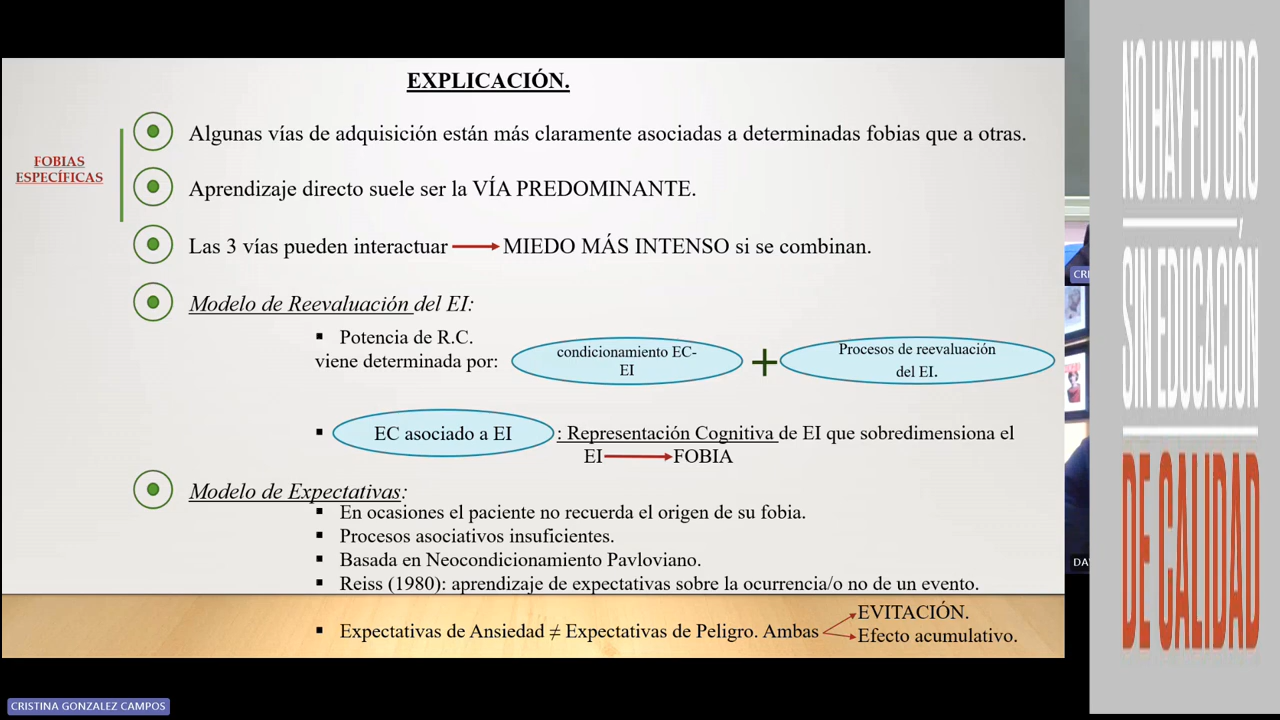 EXPLICACIÓN.
FOBIAS
ESPECÍFICAS
Algunas vías de adquisición están más claramente asociadas a determinadas fobias que a otras.
Aprendizaje directo suele ser la VÍA PREDOMINANTE.
Las 3 vías pueden interactuar MIEDO MÁS INTENSO si se combinan.
Modelo de Reevaluación del EI:
Potencia de R.C.
viene determinada por:
condicionamiento EC-
EI
+
Procesos de reevaluación
del EI.
EC asociado a EI : Representación Cognitiva de EI que sobredimensiona el
EI FOBIA
Modelo de Expectativas:
En ocasiones el paciente no recuerda el origen de su fobia.
Procesos asociativos insuficientes.
Basada en Neocondicionamiento Pavloviano.
Reiss (1980): aprendizaje de expectativas sobre la ocurrencia/o no de un evento.
Expectativas de Ansiedad ≠ Expectativas de Peligro. Ambas
EVITACIÓN.
Efecto acumulativo.
CRISTINA GONZALEZ CAMPOS
CRI
DA
NO HAY FUTURO
SIN EDUCACIÓN
DE CALIDAD